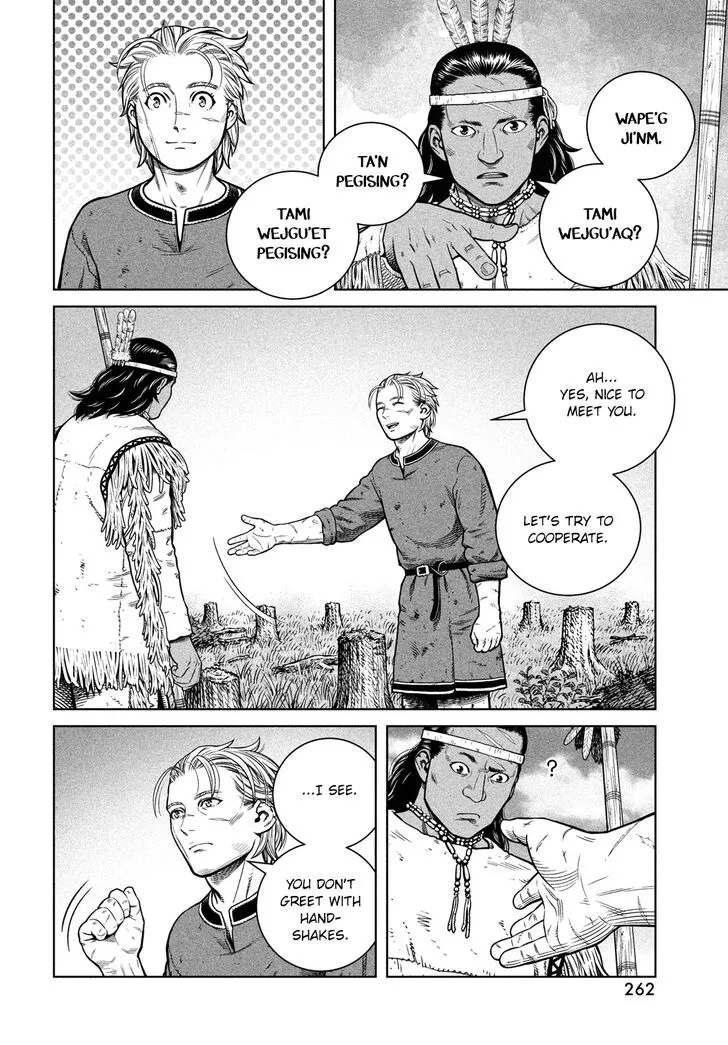 WAPE'G
JI'NM.
TAMI
WEJGU'AQ?
TA'N
PEGISING?
TAMI
WEJGU'ET
PEGISING?
AH...
YES, NICE TO
MEET YOU.
LET'S TRY TO
COOPERATE.
?
...I SEE.
YOU DON'T
GREET WITH
HAND-
SHAKES.
262